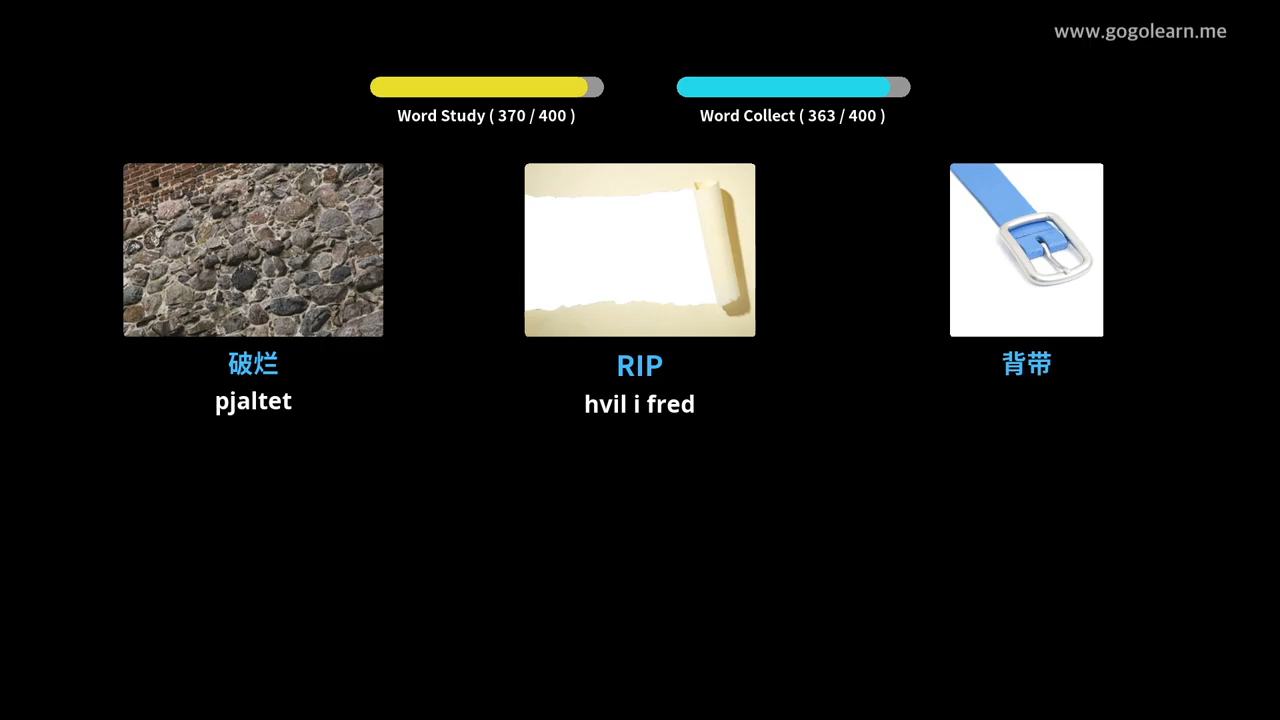 www.gogolearn.me
Word Study ( 370 / 400 )
Word Collect ( 363 / 400 )
破烂
pjaltet
RIP
hvil i fred
背带